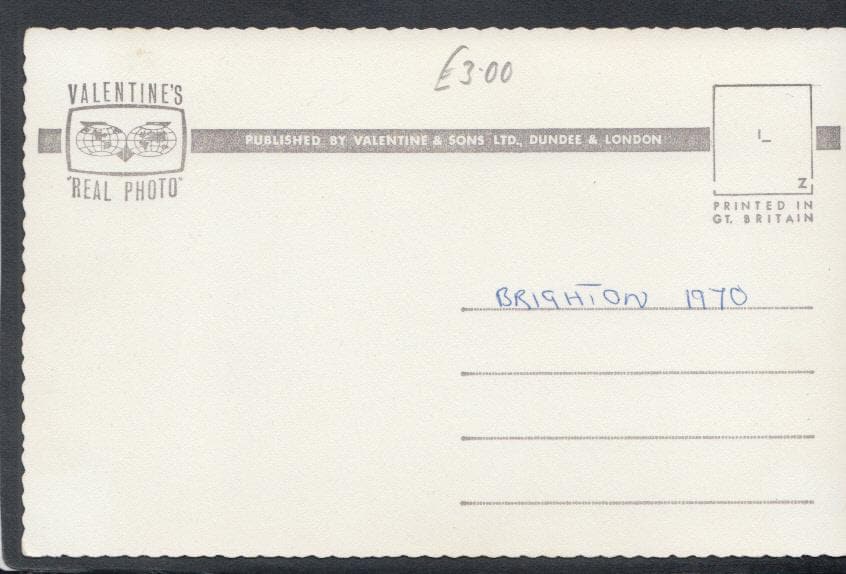 £3.00
VALENTINE'S
"REAL PHOTO"
PUBLISHED BY VALENTINE & SONS LTD., DUNDEE & LONDON
Z
PRINTED IN
GT. BRITAIN
BRIGHTON 1970